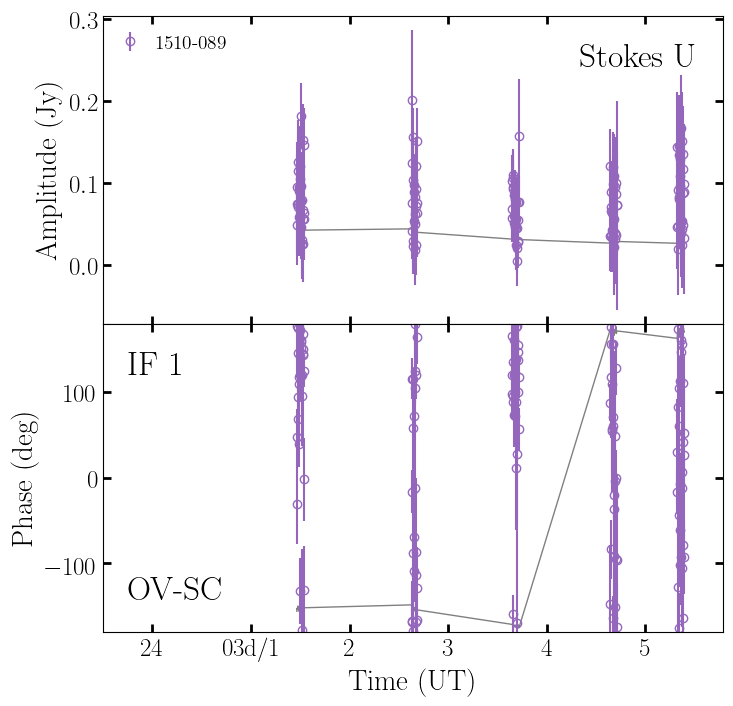 0.3
1510-089
Stokes U
0.2
0.1
0.0
Amplitude (Jy)
IF 1
100
0
−100
Phase (deg)
OV-SC
24 03d/1 2 3 4 5
Time (UT)